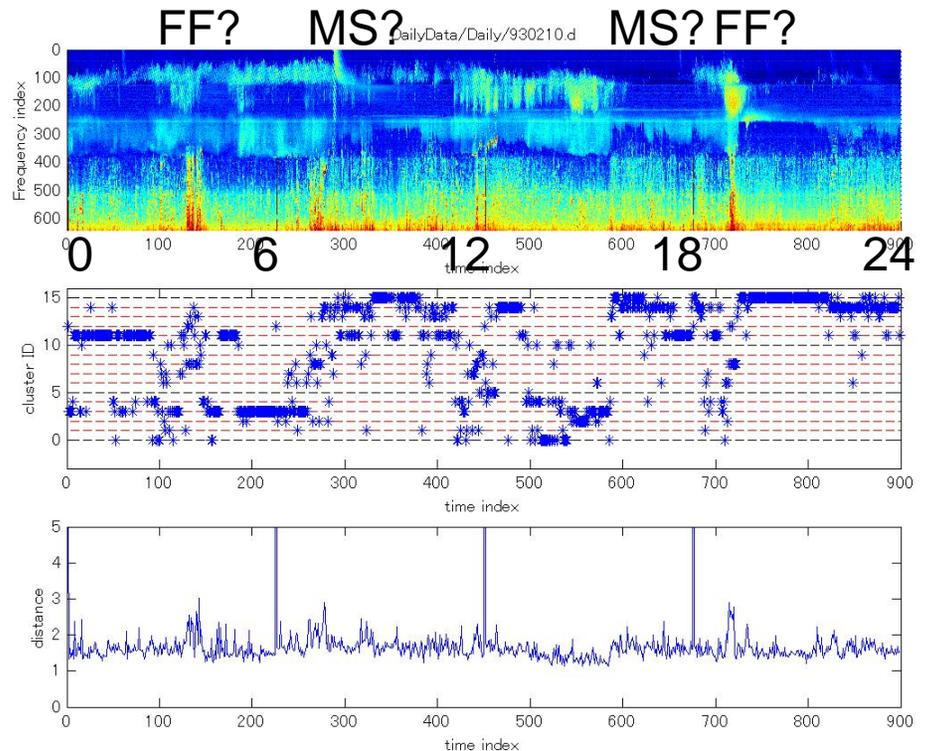 FF? MS? MS? FF?
DailyData/Daily/930210.d
0
100
200
300
400
500
600
Frequency index
0 100 200 300 400 500 600 700 800 900
0 6 12 18 24
time index
15
10
5
0
cluster ID
0 100 200 300 400 500 600 700 800 900
time index
5
4
3
2
1
0
distance
0 100 200 300 400 500 600 700 800 900
time index